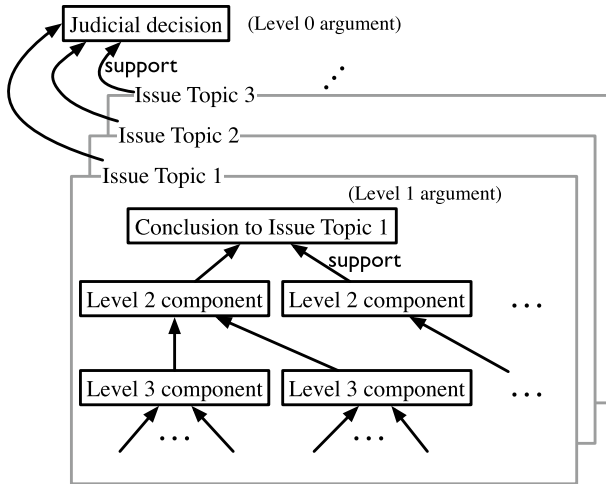 Judicial decision (Level 0 argument)
support
...
Issue Topic 3
Issue Topic 2
Issue Topic 1
(Level 1 argument)
Conclusion to Issue Topic 1
support
Level 2 component Level 2 component ...
Level 3 component Level 3 component ...
... ...